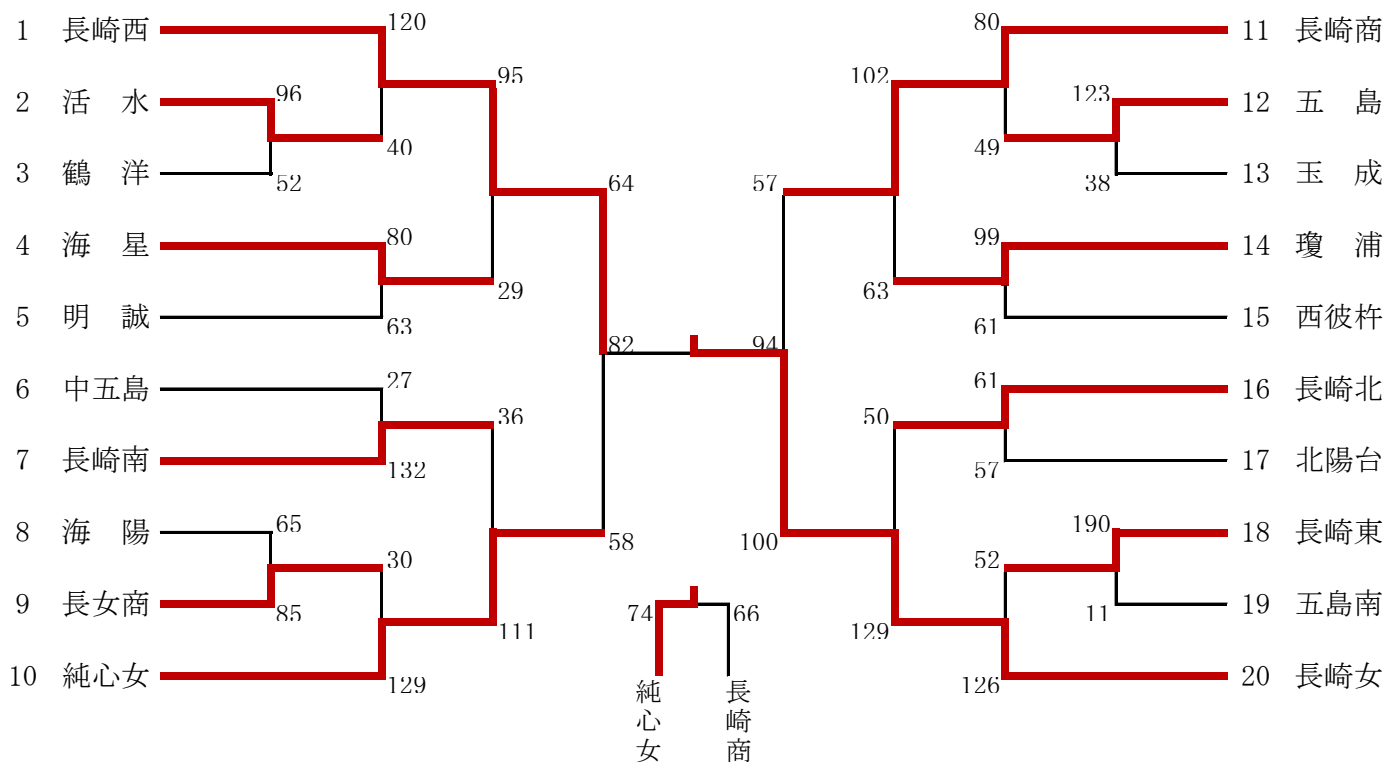 1 長崎西 120 80 11 長崎商
95 102
2 活 水 96 123 12 五 島
40 49
3 鶴 洋 52 38 13 玉 成
64 57
4 海 星 80 99 14 瓊 浦
29 63
5 明 誠 63 61 15 西彼杵
82 94
6 中五島 27 61 16 長崎北
36 50
7 長崎南 132 57 17 北陽台
8 海 陽 65 190 18 長崎東
58 100
30 52
9 長女商 85 74 66 11 19 五島南
111 129
10 純心女 129 126 20 長崎女
純心女
長崎商